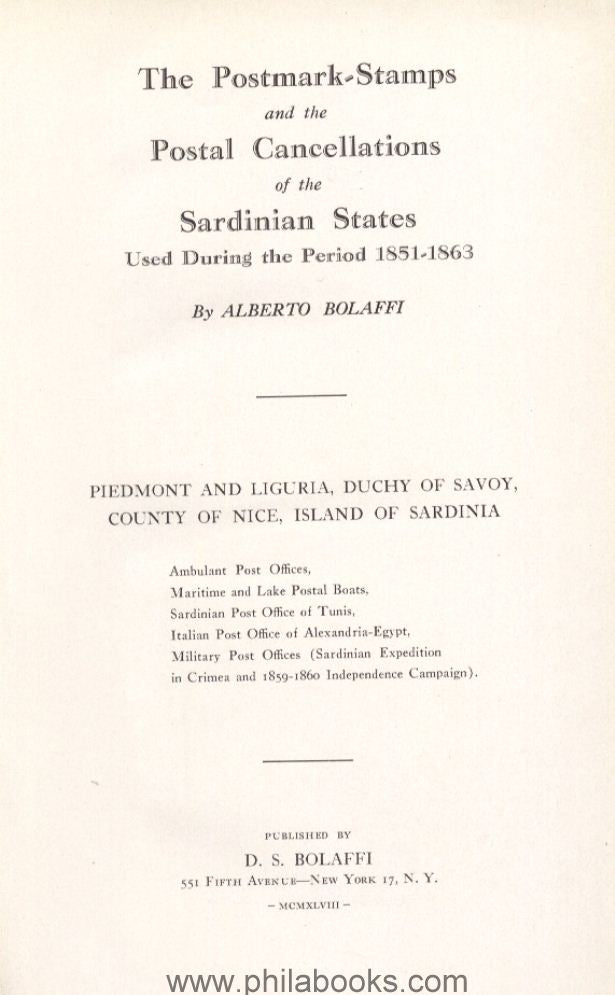 The Postmark-Stamps
and the
Postal Cancellations
of the
Sardinian States
Used During the Period 1851-1863
By ALBERTO BOLAFFI
PIEDMONT AND LIGURIA, DUCHY OF SAVOY,
COUNTY OF NICE, ISLAND OF SARDINIA
Ambulant Post Offices,
Maritime and Lake Postal Boats,
Sardinian Post Office of Tunis,
Italian Post Office of Alexandria-Egypt,
Military Post Offices (Sardinian Expedition
in Crimea and 1859-1860 Independence Campaign).
PUBLISHED BY
D. S. BOLAFFI
551 FIFTH AVENUE—NEW YORK 17, N. Y.
– MCMXLVIII –
www.philabooks.com